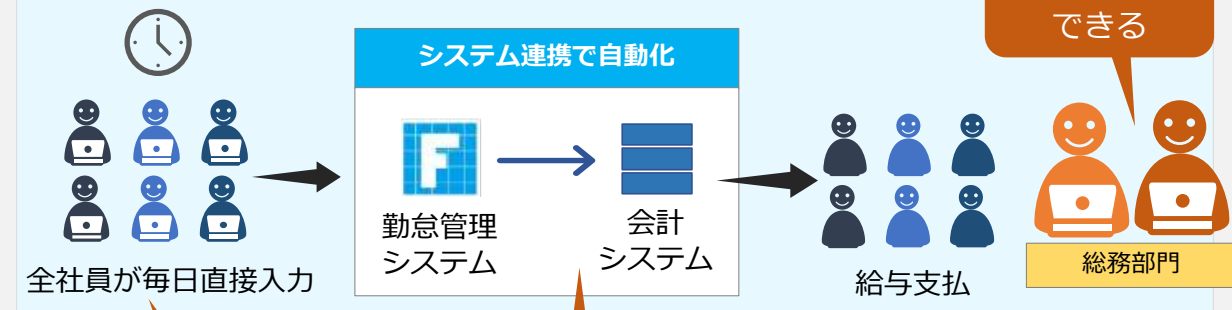 できる
システム連携で自動化
F
勤怠管理
システム
会計
システム
全社員が毎日直接入力
給与支払
総務部門